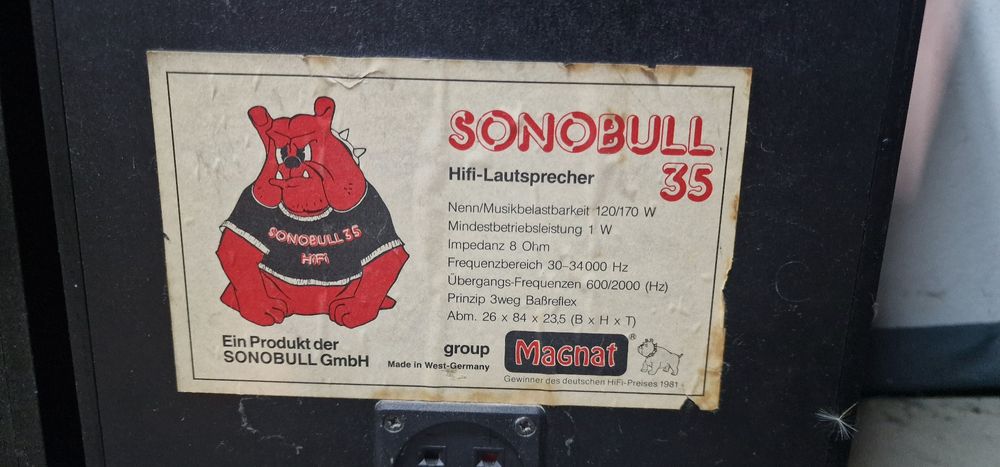 SONOBULL
35
Hifi-Lautsprecher
Nenn/Musikbelastbarkeit 120/170 W
Mindestbetriebsleistung 1 W
Impedanz 8 Ohm
Frequenzbereich 30-34000 Hz
Übergangs-Frequenzen 600/2000 (Hz)
Prinzip 3weg Baßreflex
Abm. 26 x 84 x 23,5 (B x H x T)
SONOBULL 35
HiFi
Ein Produkt der
SONOBULL GmbH
group
Made in West-Germany
Magnat ®
Gewinner des deutschen HiFi-Preises 1981